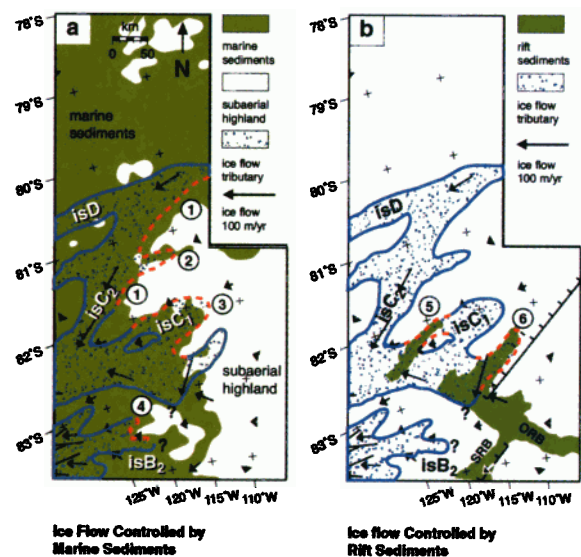 78°S
79°S
80°S
81°S
82°S
83°S
a
km
0 50
N
marine
sediments
isD
isC2
isC1
isB2
1
2
1
3
4
?
?
subaerial
highland
125°W 120°W 115°W 110°W
marine
sediments
subaerial
highland
ice flow
tributary
ice flow
100 m/yr
Ice Flow Controlled by
Marine Sediments
78°S
79°S
80°S
81°S
82°S
83°S
b
isD
isC2
isC1
isB2
5
6
?
?
ORB
SRB
125°W 120°W 115°W 110°W
rift
sediments
ice flow
tributary
ice flow
100 m/yr
Ice flow Controlled by
Rift Sediments